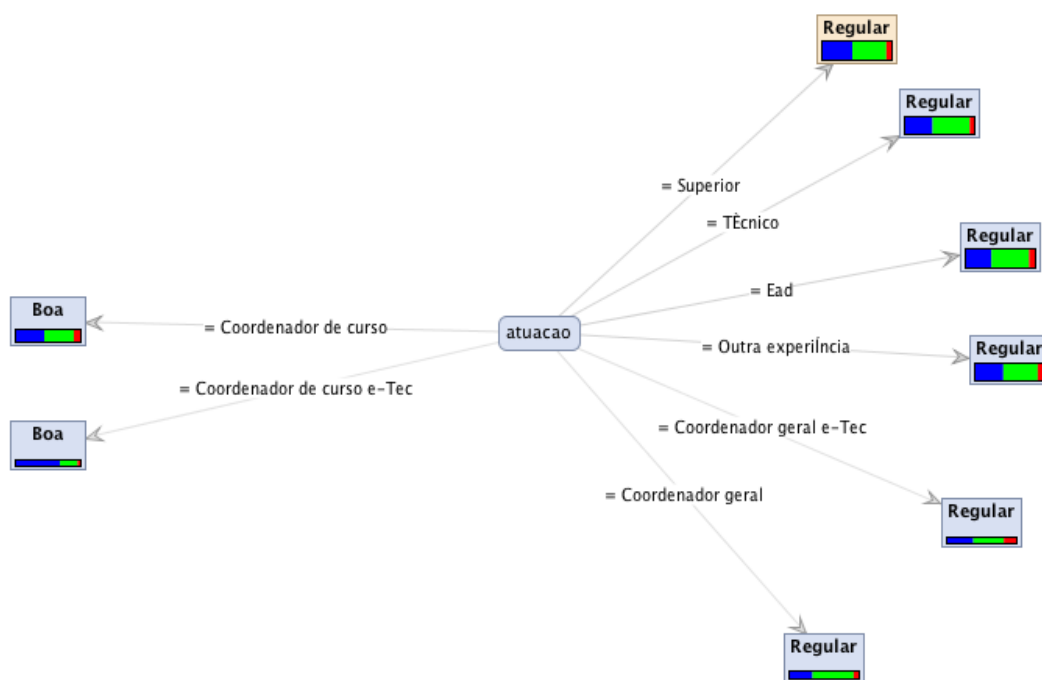 Regular
Regular
= Superior
= TÈcnico
Regular
= Ead
Boa
= Coordenador de curso
atuacao
= Outra experiÍncia
Regular
= Coordenador de curso e-Tec
Boa
= Coordenador geral e-Tec
= Coordenador geral
Regular
Regular